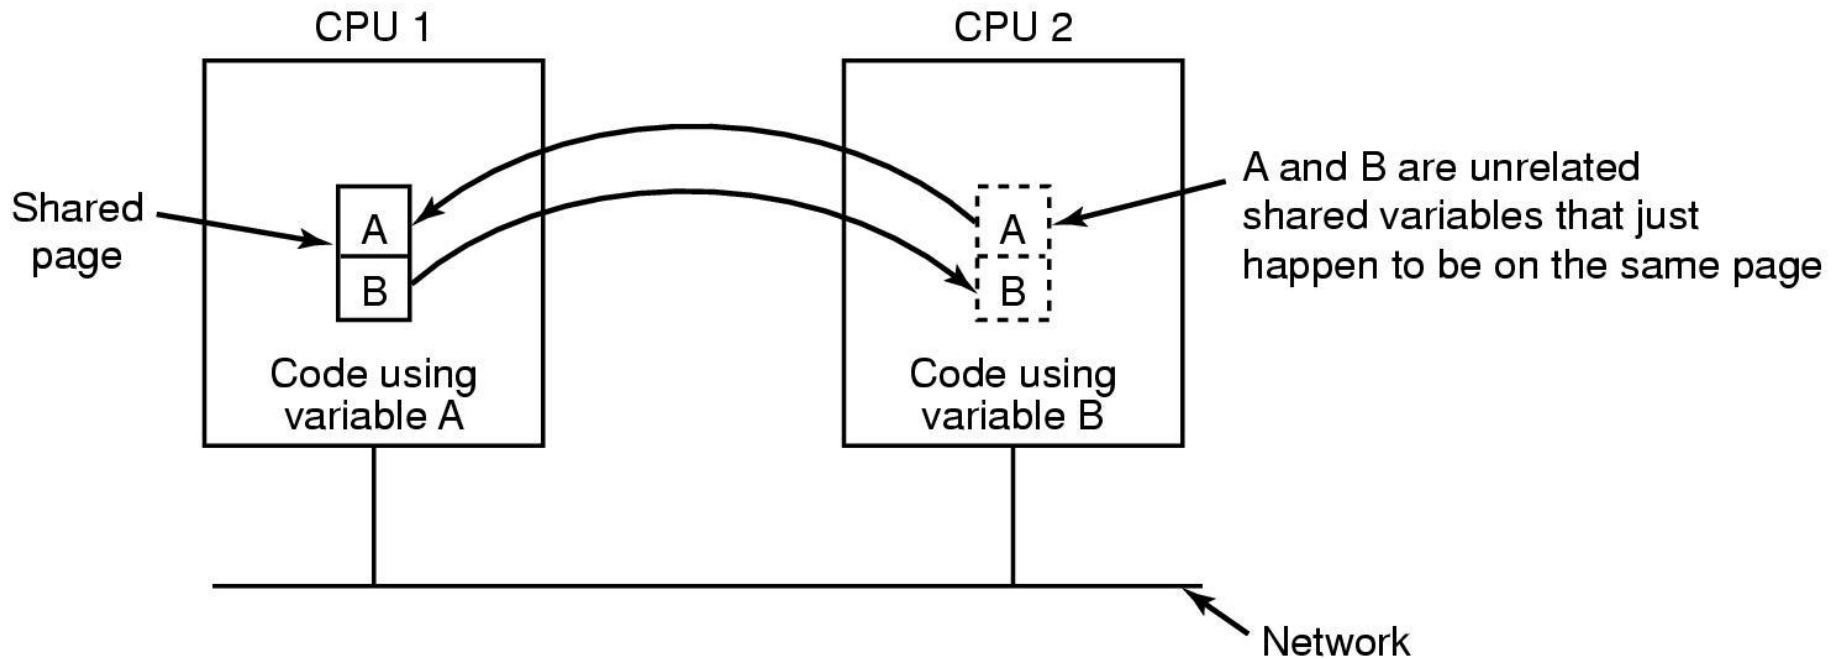 CPU 1
CPU 2
Shared
page
A
B
A
B
A and B are unrelated
shared variables that just
happen to be on the same page
Code using
variable A
Code using
variable B
Network